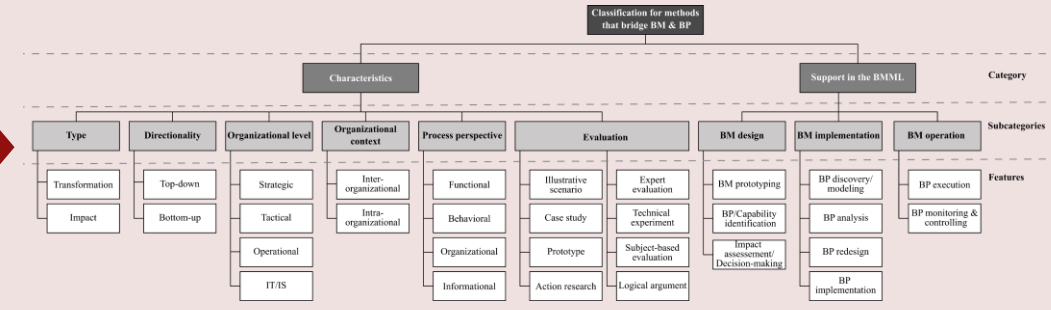 Classification for methods
that bridge BM & BP
Characteristics
Support in the BMML
Category
Type
Directionality
Organizational level
Organizational
context
Process perspective
Evaluation
BM design
BM implementation
BM operation
Subcategories
Features
Transformation
Impact
Top-down
Bottom-up
Strategic
Tactical
Operational
IT/IS
Inter-
organizational
Intra-
organizational
Functional
Behavioral
Organizational
Informational
Illustrative
scenario
Case study
Prototype
Action research
Expert
evaluation
Technical
experiment
Subject-based
evaluation
Logical argument
BM prototyping
BP/Capability
identification
Impact
assessement/
Decision-making
BP discovery/
modeling
BP analysis
BP redesign
BP
implementation
BP execution
BP monitoring &
controlling